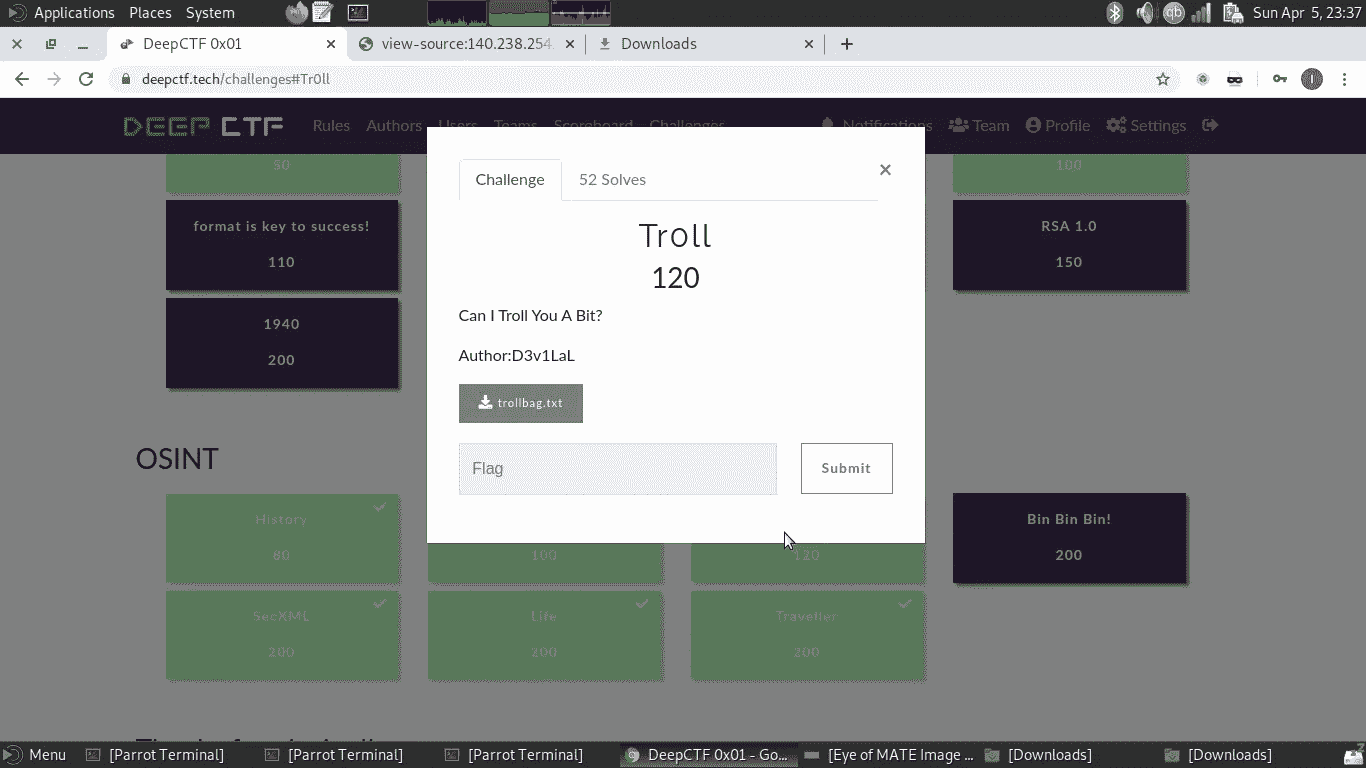 Applications Places System Sun Apr 5, 23:37
DeepCTF 0x01 view-source:140.238.254. Downloads
deepctf.tech/challenges#Tr0ll
DEEP CTF Rules Authors Users Teams Scoreboard Challenges Notifications Team Profile Settings
50 100
Challenge 52 Solves ×
format is key to success! RSA 1.0
110 150
Troll
120
Can I Troll You A Bit?
1940
200
Author:D3v1LaL
trollbag.txt
Flag Submit
OSINT
History Bin Bin Bin!
80 100 120 200
SecXML Life Traveller
200 200 200
Menu [Parrot Terminal] [Parrot Terminal] [Parrot Terminal] DeepCTF 0x01 - Go... [Eye of MATE Image ... [Downloads] [Downloads]